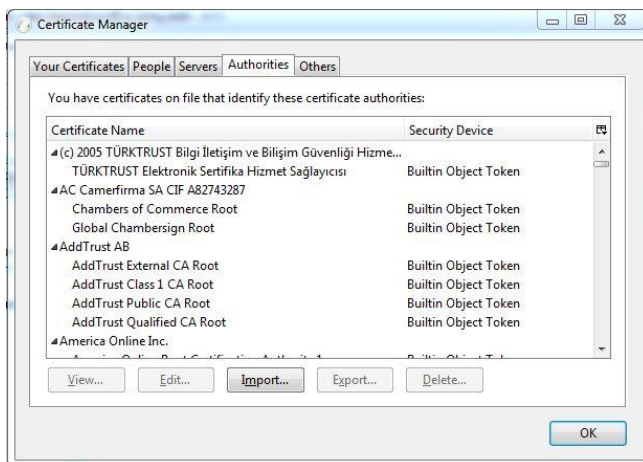 Certificate Manager
Your Certificates People Servers Authorities Others
You have certificates on file that identify these certificate authorities:
Certificate Name Security Device
(c) 2005 TÜRKTRUST Bilgi İletişim ve Bilişim Güvenliği Hizme...
TÜRKTRUST Elektronik Sertifika Hizmet Sağlayıcısı Builtin Object Token
AC Camerfirma SA CIF A82743287
Chambers of Commerce Root Builtin Object Token
Global Chambersign Root Builtin Object Token
AddTrust AB
AddTrust External CA Root Builtin Object Token
AddTrust Class 1 CA Root Builtin Object Token
AddTrust Public CA Root Builtin Object Token
AddTrust Qualified CA Root Builtin Object Token
America Online Inc.
View... Edit... Import... Export... Delete...
OK